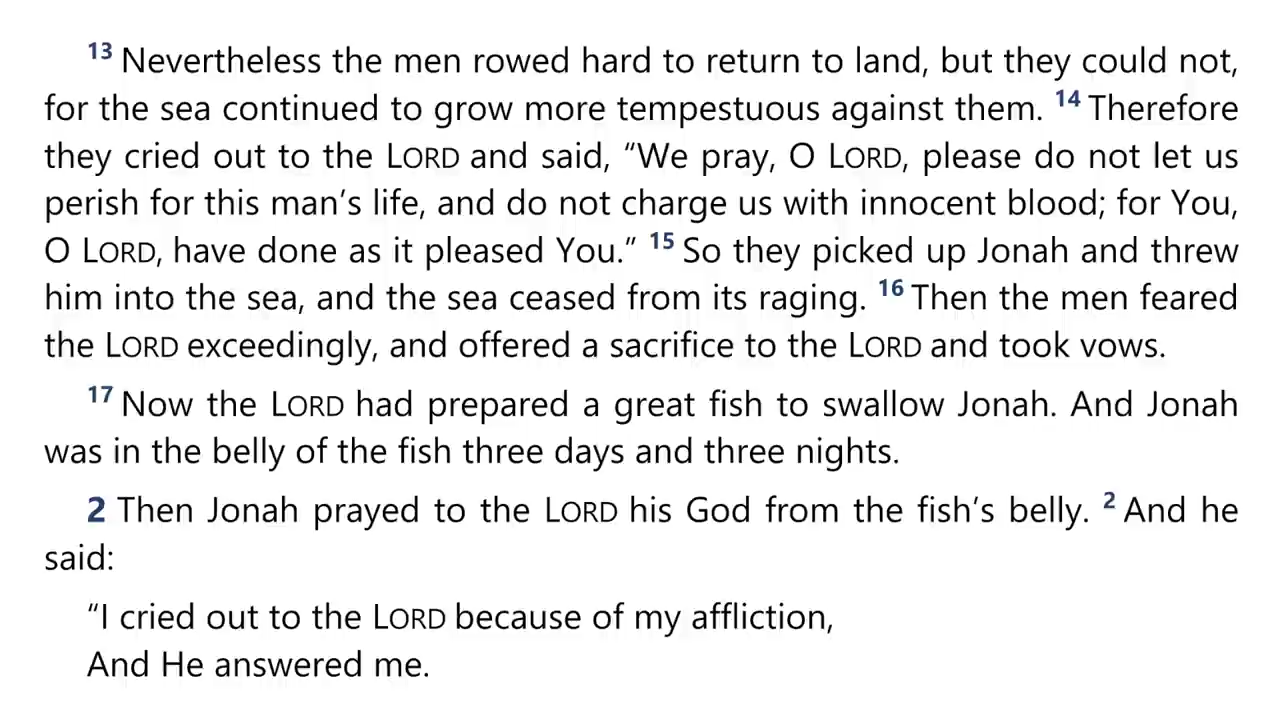 13 Nevertheless the men rowed hard to return to land, but they could not,
for the sea continued to grow more tempestuous against them. 14 Therefore
they cried out to the LORD and said, “We pray, O LORD, please do not let us
perish for this man’s life, and do not charge us with innocent blood; for You,
O LORD, have done as it pleased You.” 15 So they picked up Jonah and threw
him into the sea, and the sea ceased from its raging. 16 Then the men feared
the LORD exceedingly, and offered a sacrifice to the LORD and took vows.
17 Now the LORD had prepared a great fish to swallow Jonah. And Jonah
was in the belly of the fish three days and three nights.
2 Then Jonah prayed to the LORD his God from the fish’s belly. 2 And he
said:
“I cried out to the LORD because of my affliction,
And He answered me.